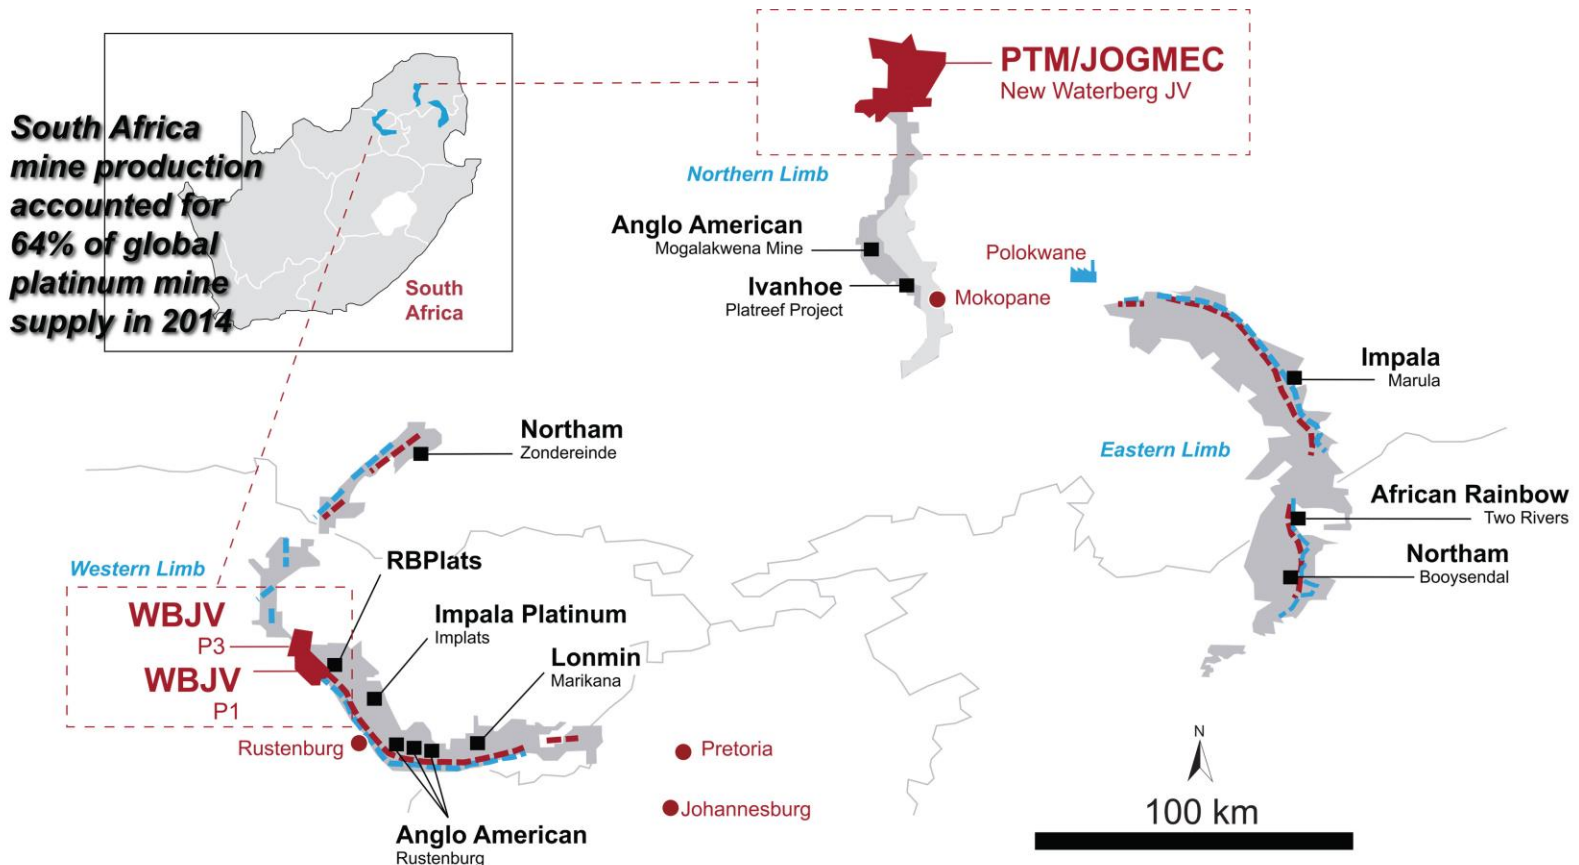 South Africa
mine production
accounted for
64% of global
platinum mine
supply in 2014
South
Africa
PTM/JOGMEC
New Waterberg JV
Northern Limb
Anglo American
Mogalakwena Mine
Ivanhoe
Platreef Project
Polokwane
Mokopane
Impala
Marula
Eastern Limb
African Rainbow
Two Rivers
Northam
Booysendal
Northam
Zondereinde
Western Limb
RBPlats
WBJV
P3
WBJV
P1
Impala Platinum
Implats
Lonmin
Marikana
Rustenburg
Anglo American
Rustenburg
Pretoria
Johannesburg
N
100 km